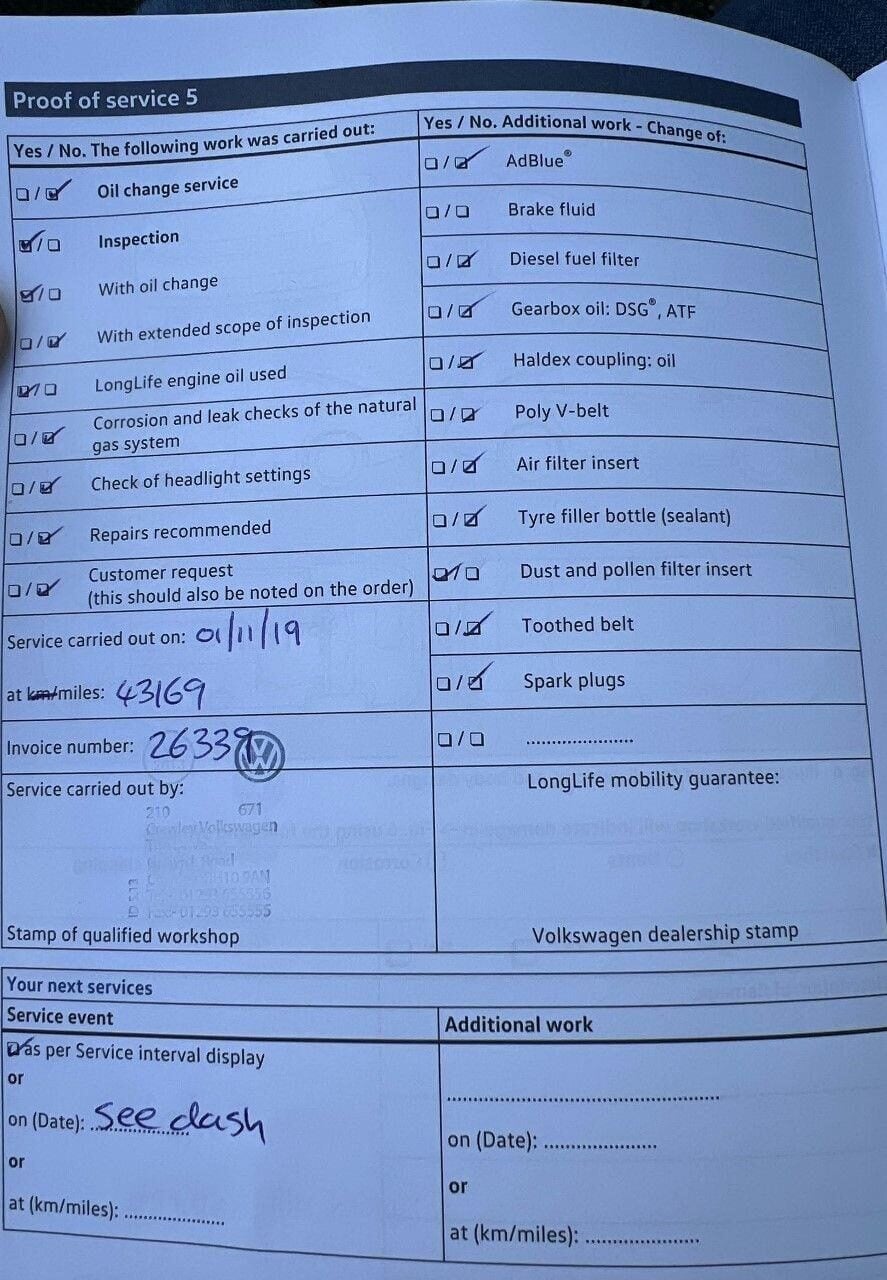 Proof of service 5
Yes / No. The following work was carried out:
Oil change service
Inspection
With oil change
With extended scope of inspection
LongLife engine oil used
Corrosion and leak checks of the natural
gas system
Check of headlight settings
Repairs recommended
Customer request
(this should also be noted on the order)
Service carried out on: 01/11/19
at km/miles: 43169
Invoice number: 26339
Service carried out by:
210 671
Volkswagen
Road
Stamp of qualified workshop
Yes / No. Additional work - Change of:
AdBlue®
Brake fluid
Diesel fuel filter
Gearbox oil: DSG®, ATF
Haldex coupling: oil
Poly V-belt
Air filter insert
Tyre filler bottle (sealant)
Dust and pollen filter insert
Toothed belt
Spark plugs
....................
LongLife mobility guarantee:
Volkswagen dealership stamp
Your next services
Service event
as per Service interval display
or
on (Date): see dash
or
at (km/miles): ....................
Additional work
..................................................
on (Date): ....................
or
at (km/miles): ....................